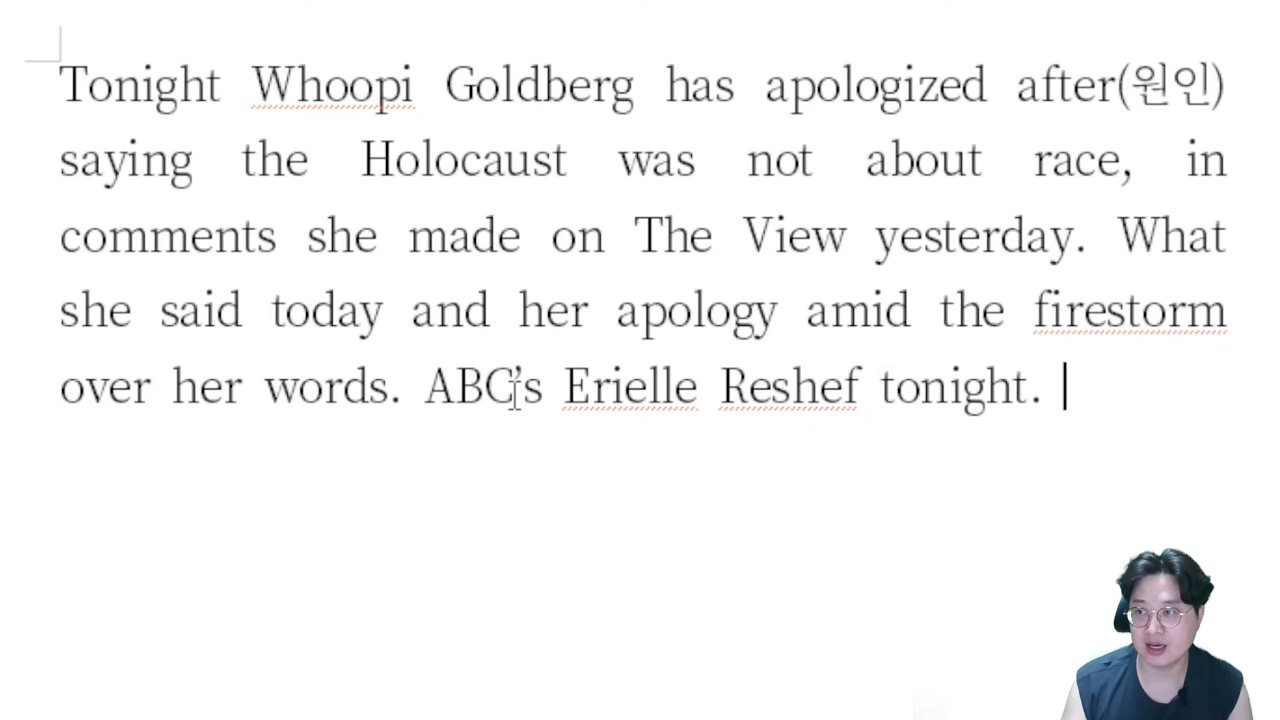 Tonight Whoopi Goldberg has apologized after(원인)
saying the Holocaust was not about race, in
comments she made on The View yesterday. What
she said today and her apology amid the firestorm
over her words. ABC’s Erielle Reshef tonight.